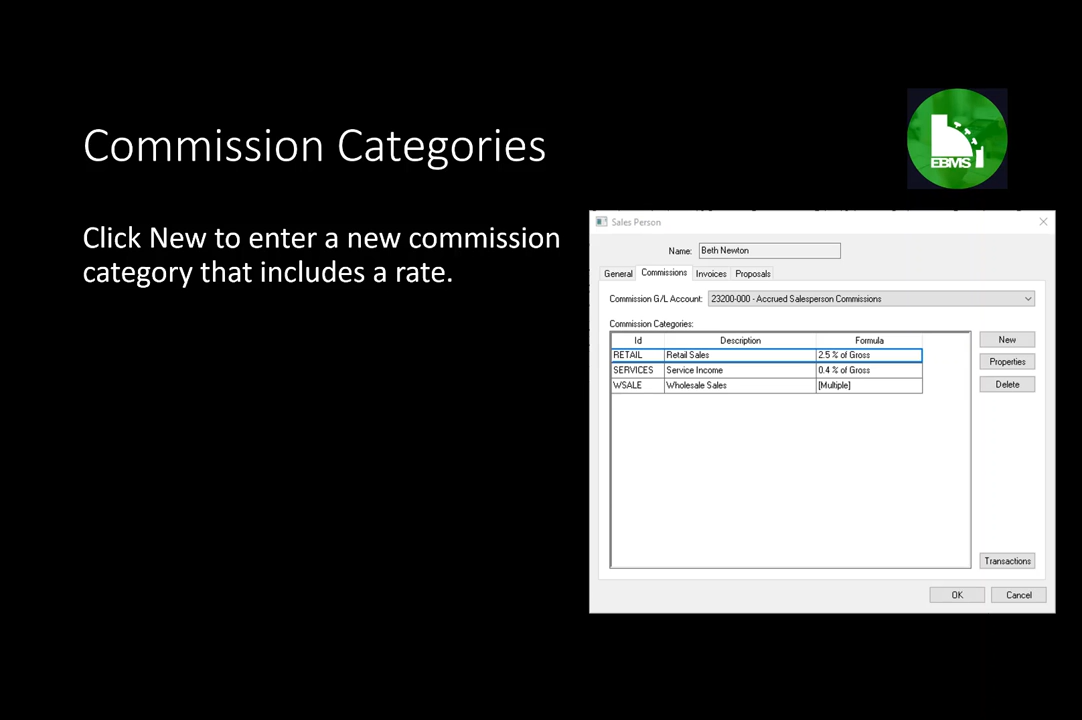 Commission Categories
EBMS
Click New to enter a new commission
category that includes a rate.
Sales Person
Name: Beth Newton
General Commissions Invoices Proposals
Commission G/L Account: 23200-000 - Accrued Salesperson Commissions
Commission Categories:
Id Description Formula New
RETAIL Retail Sales 2.5 % of Gross
Properties
SERVICES Service Income 0.4 % of Gross
WSALE Wholesale Sales [Multiple] Delete
Transactions
OK Cancel